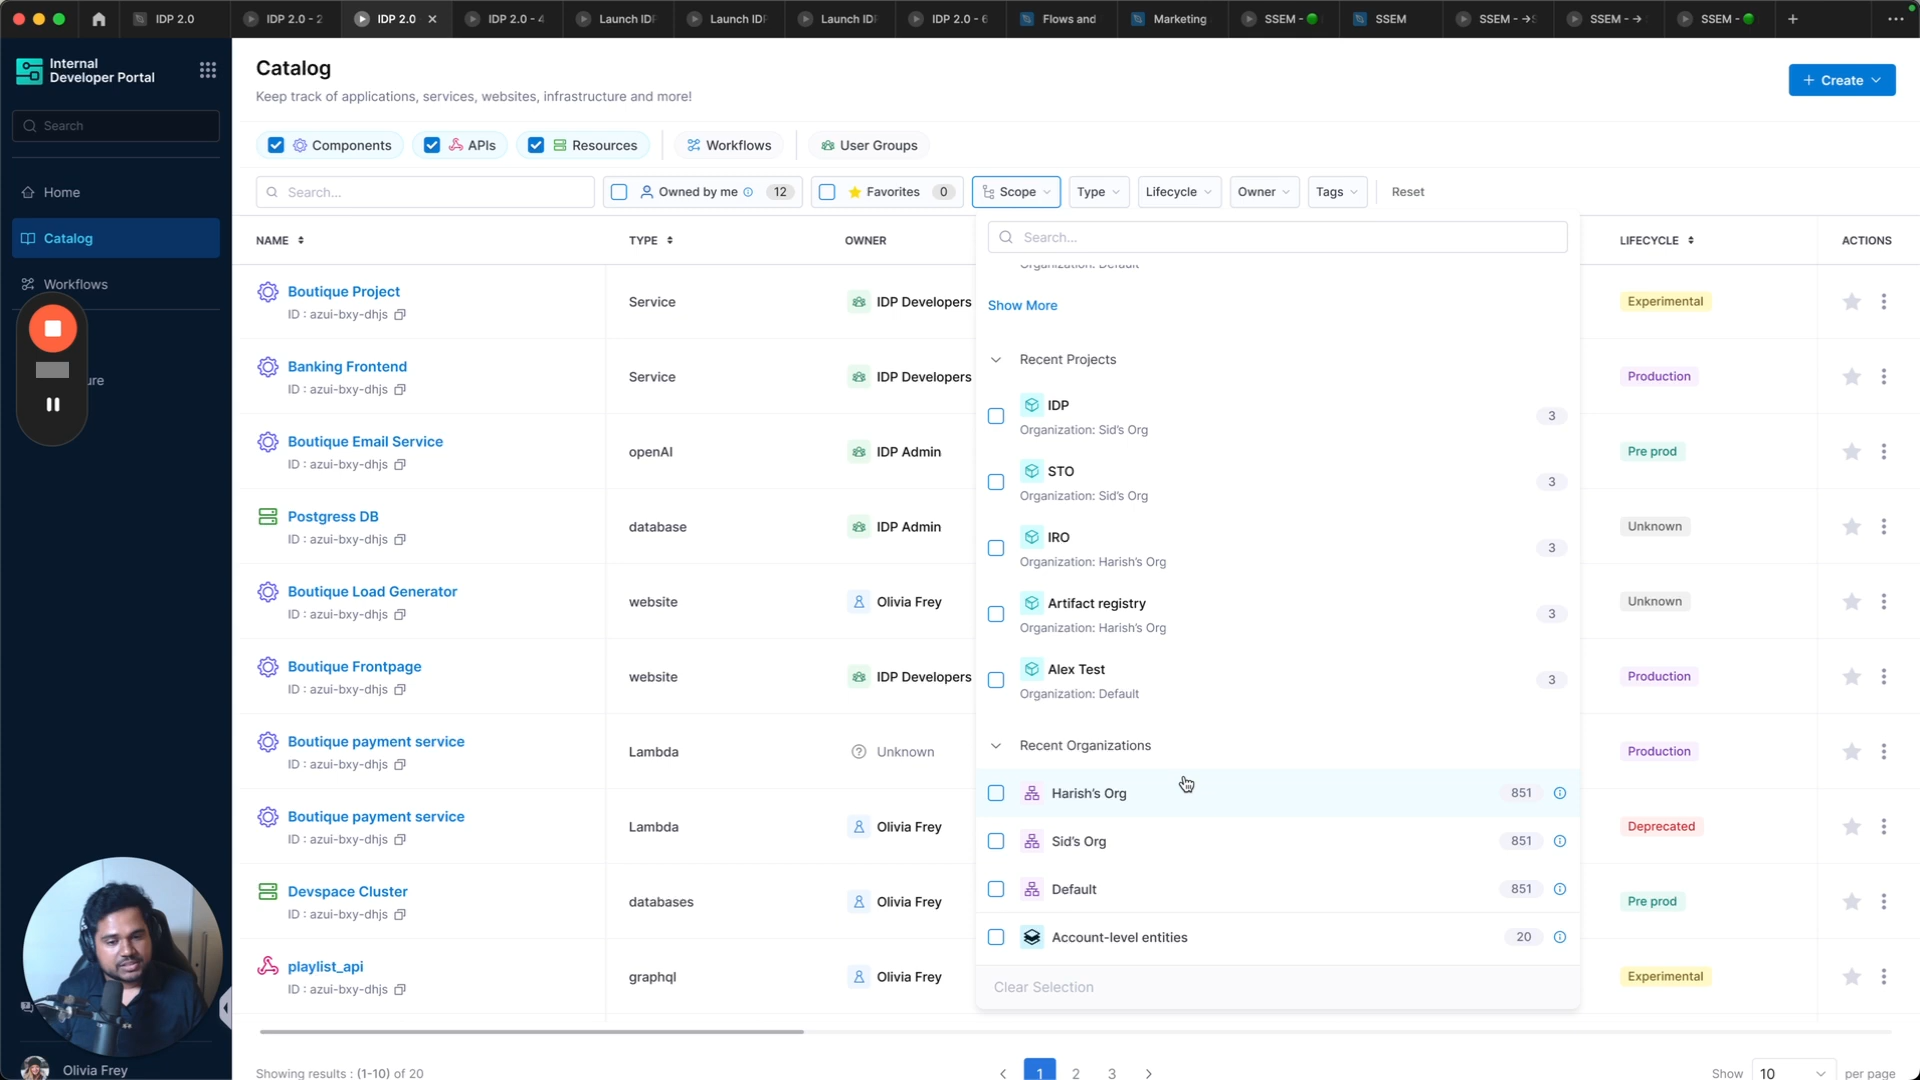 IDP 2.0
IDP 2.0 - 2
IDP 2.0
IDP 2.0 - 4
Launch IDP
Launch IDP
Launch IDP
IDP 2.0 - 6
Flows and
Marketing
SSEM -
SSEM
SSEM - →
SSEM - →
SSEM -
Internal
Developer Portal
Search
Home
Catalog
Workflows
ure
Olivia Frey
Catalog
Keep track of applications, services, websites, infrastructure and more!
+ Create
Components
APIs
Resources
Workflows
User Groups
Search...
Owned by me 12
Favorites 0
Scope
Type
Lifecycle
Owner
Tags
Reset
NAME TYPE OWNER LIFECYCLE ACTIONS
Boutique Project
ID : azui-bxy-dhjs
Service
IDP Developers
Experimental
Banking Frontend
ID : azui-bxy-dhjs
Service
IDP Developers
Production
Boutique Email Service
ID : azui-bxy-dhjs
openAI
IDP Admin
Pre prod
Postgress DB
ID : azui-bxy-dhjs
database
IDP Admin
Unknown
Boutique Load Generator
ID : azui-bxy-dhjs
website
Olivia Frey
Unknown
Boutique Frontpage
ID : azui-bxy-dhjs
website
IDP Developers
Production
Boutique payment service
ID : azui-bxy-dhjs
Lambda
Unknown
Production
Boutique payment service
ID : azui-bxy-dhjs
Lambda
Olivia Frey
Deprecated
Devspace Cluster
ID : azui-bxy-dhjs
databases
Olivia Frey
Pre prod
playlist_api
ID : azui-bxy-dhjs
graphql
Olivia Frey
Experimental
Search...
Organization: Default
Show More
Recent Projects
IDP
Organization: Sid's Org
3
STO
Organization: Sid's Org
3
IRO
Organization: Harish's Org
3
Artifact registry
Organization: Harish's Org
3
Alex Test
Organization: Default
3
Recent Organizations
Harish's Org 851
Sid's Org 851
Default 851
Account-level entities 20
Clear Selection
Showing results : (1-10) of 20
1 2 3
Show 10 per page